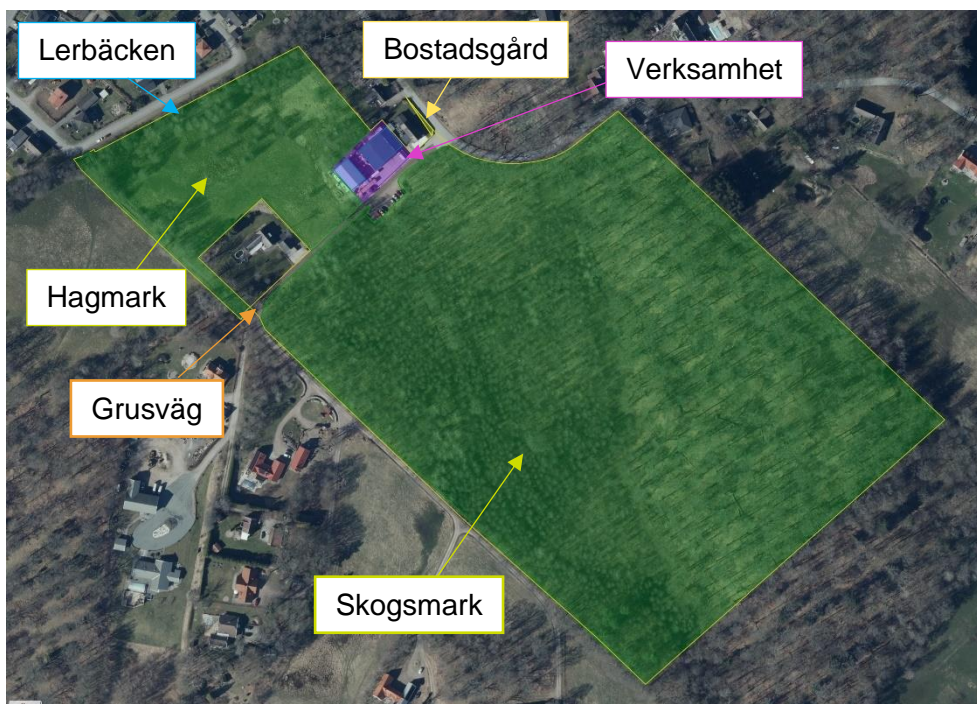 Lerbäcken
Bostadsgård
Verksamhet
Hagmark
Grusväg
Skogsmark